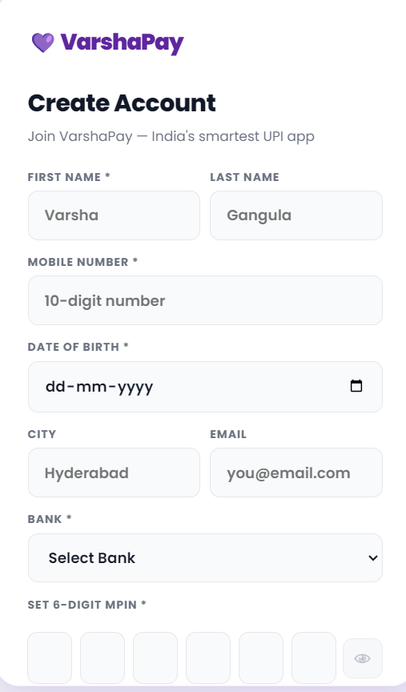 VarshaPay
Create Account
Join VarshaPay — India's smartest UPI app
FIRST NAME * LAST NAME
Varsha Gangula
MOBILE NUMBER *
10-digit number
DATE OF BIRTH *
dd-mm-yyyy
CITY EMAIL
Hyderabad you@email.com
BANK *
Select Bank
SET 6-DIGIT MPIN *